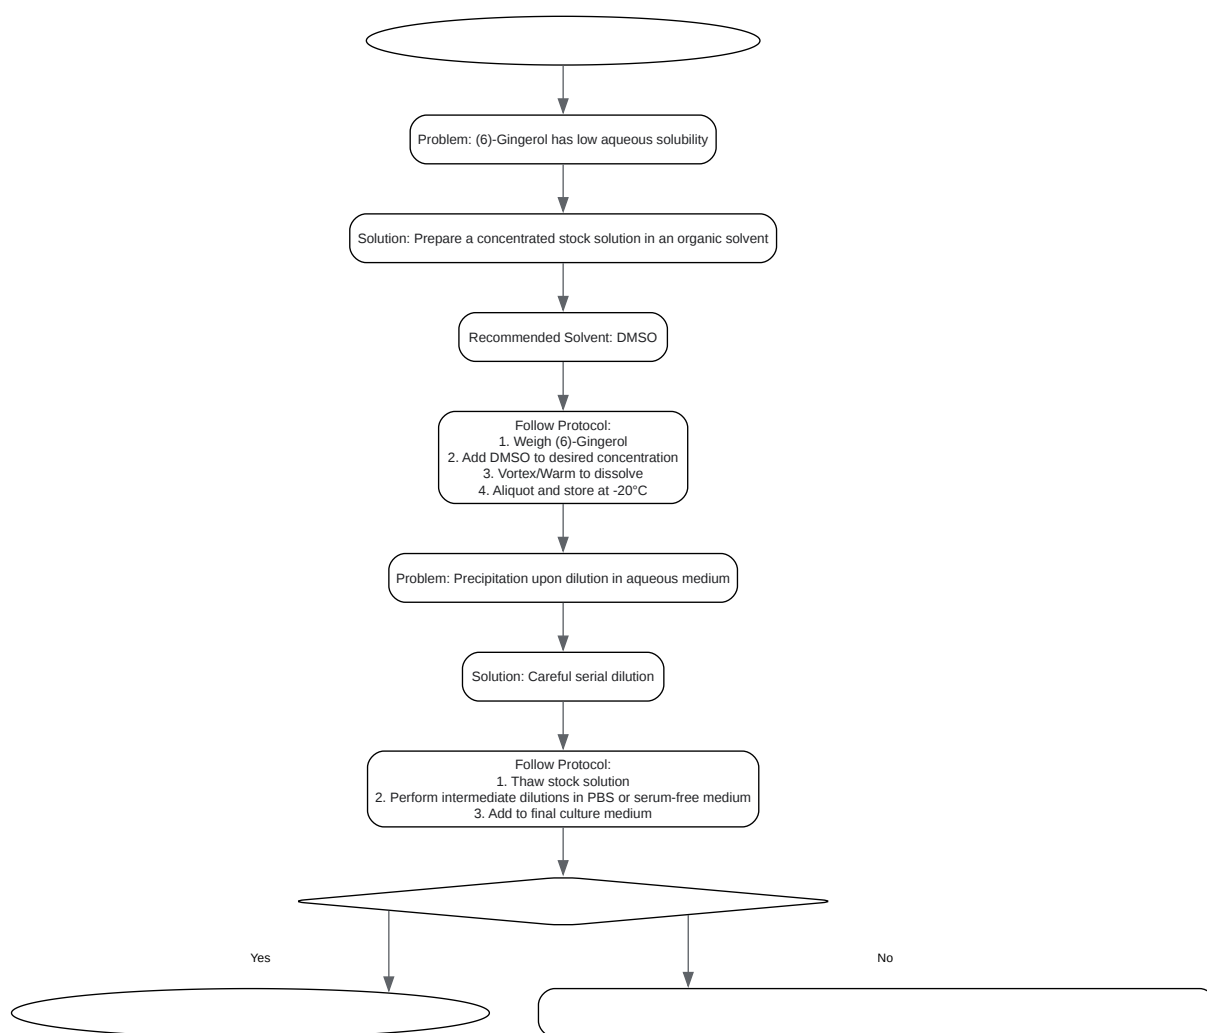 Problem: (6)-Gingerol has low aqueous solubility
Solution: Prepare a concentrated stock solution in an organic solvent
Recommended Solvent: DMSO
Follow Protocol:
1. Weigh (6)-Gingerol
2. Add DMSO to desired concentration
3. Vortex/Warm to dissolve
4. Aliquot and store at -20°C
Problem: Precipitation upon dilution in aqueous medium
Solution: Careful serial dilution
Follow Protocol:
1. Thaw stock solution
2. Perform intermediate dilutions in PBS or serum-free medium
3. Add to final culture medium
Yes
No